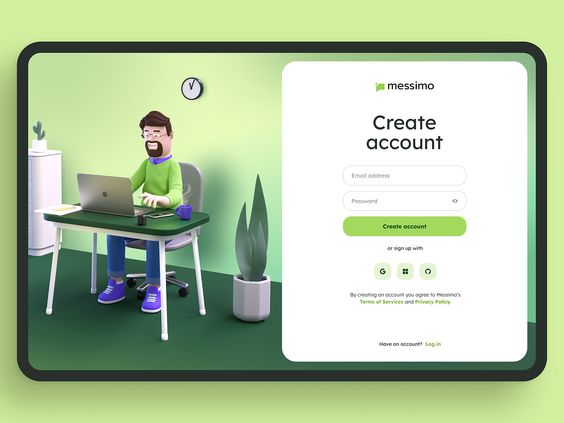 messimo
Create
account
Email address
Password
Create account
or sign up with
G
By creating an account you agree to Messimo's
Terms of Services and Privacy Policy.
Have an account? Log in